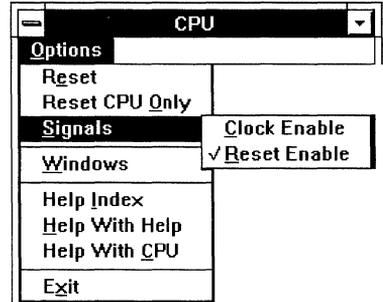 CPU
Options
Reset
Reset CPU Only
Signals
Clock Enable
✓ Reset Enable
Windows
Help Index
Help With Help
Help With CPU
Exit